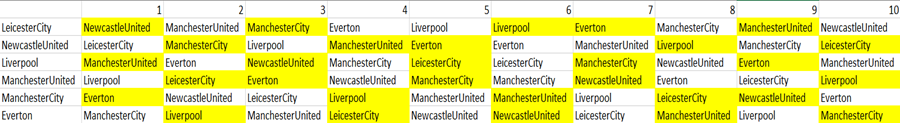 1 2 3 4 5 6 7 8 9 10
LeicesterCity NewcastleUnited ManchesterUnited ManchesterCity Everton Liverpool Liverpool Everton ManchesterCity ManchesterUnited NewcastleUnited
NewcastleUnited LeicesterCity ManchesterCity Liverpool ManchesterUnited Everton Everton ManchesterUnited Liverpool ManchesterCity LeicesterCity
Liverpool ManchesterUnited Everton NewcastleUnited ManchesterCity LeicesterCity LeicesterCity ManchesterCity NewcastleUnited Everton ManchesterUnited
ManchesterUnited Liverpool LeicesterCity Everton NewcastleUnited ManchesterCity ManchesterCity NewcastleUnited Everton LeicesterCity Liverpool
ManchesterCity Everton NewcastleUnited LeicesterCity Liverpool ManchesterUnited ManchesterUnited Liverpool LeicesterCity NewcastleUnited Everton
Everton ManchesterCity Liverpool ManchesterUnited LeicesterCity NewcastleUnited NewcastleUnited LeicesterCity ManchesterUnited Liverpool ManchesterCity